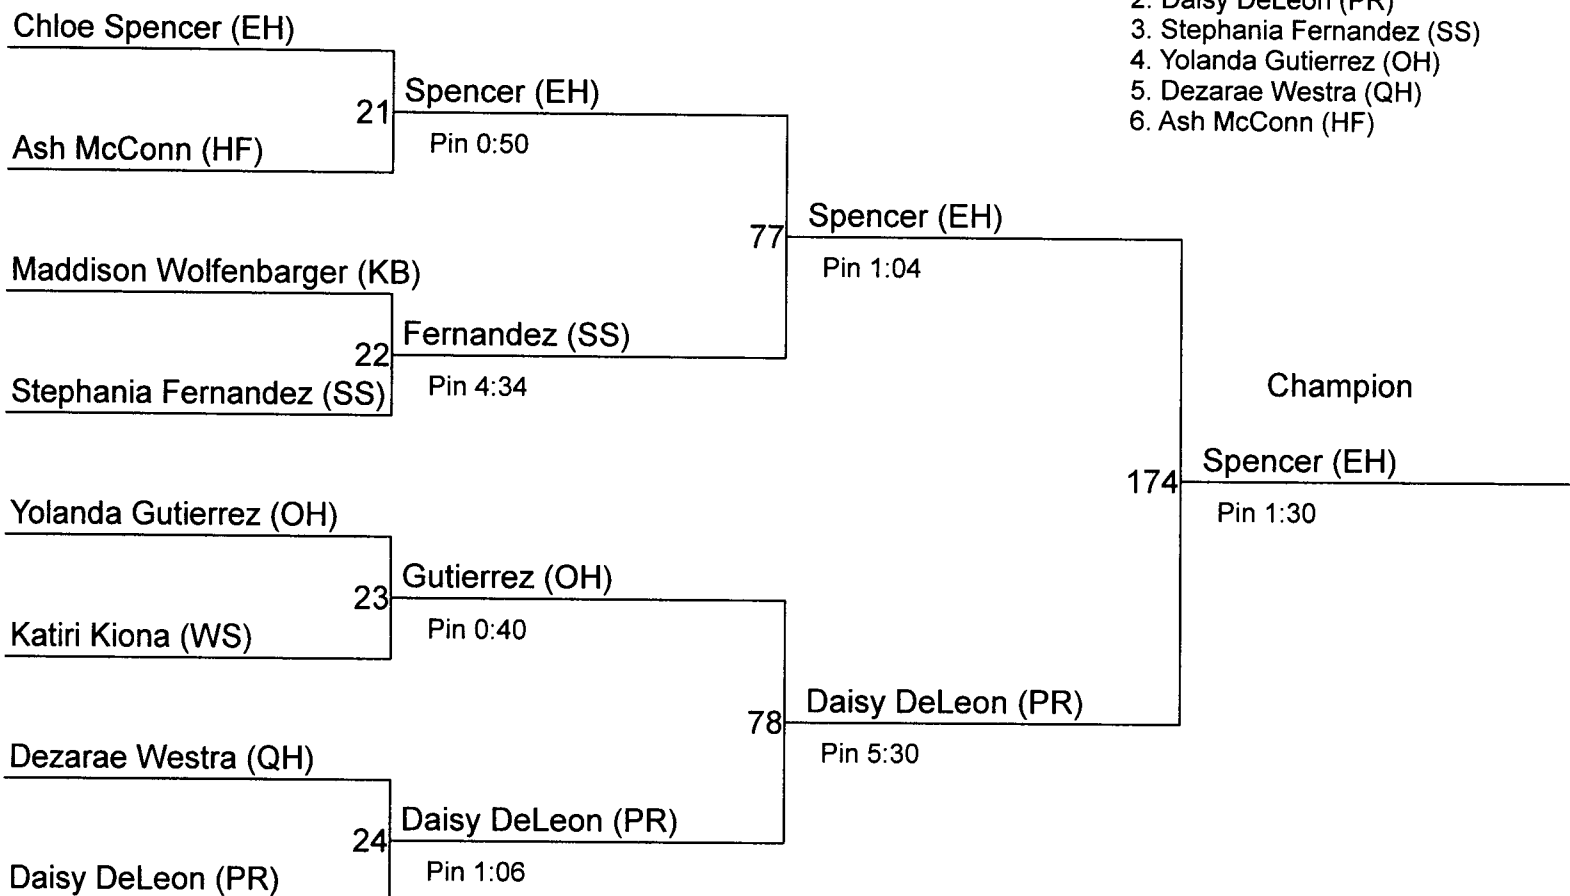 Chloe Spencer (EH)
21
Spencer (EH)
Pin 0:50
Ash McConn (HF)
Maddison Wolfenbarger (KB)
22
Fernandez (SS)
Pin 4:34
Stephania Fernandez (SS)
77
Spencer (EH)
Pin 1:04
Yolanda Gutierrez (OH)
23
Gutierrez (OH)
Pin 0:40
Katiri Kiona (WS)
Dezarae Westra (QH)
24
Daisy DeLeon (PR)
Pin 1:06
Daisy DeLeon (PR)
78
Daisy DeLeon (PR)
Pin 5:30
Champion
174
Spencer (EH)
Pin 1:30
2. Daisy DeLeon (PR)
3. Stephania Fernandez (SS)
4. Yolanda Gutierrez (OH)
5. Dezarae Westra (QH)
6. Ash McConn (HF)